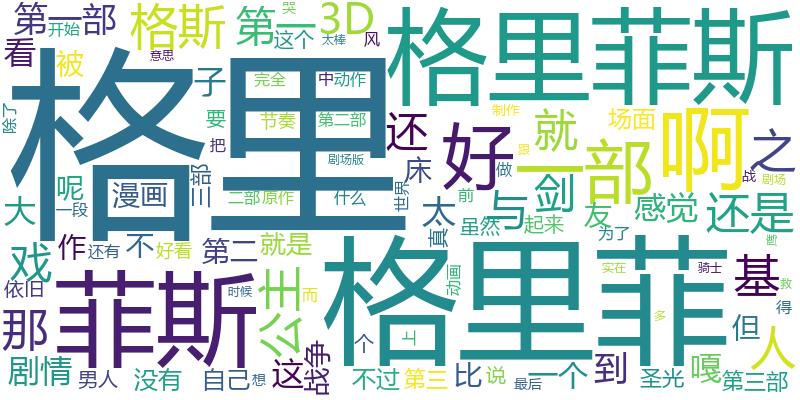 第一部
开始
格斯
第一
3D
哭
看
被
这个
太棒
风
意思
格里菲斯
格里
子
完全
中
动作
除了
要
节奏
第二部
把
剧场版
还
好
就
制作
场面
啊
之
一部
跟
战
剧场
呢
漫画
三部
二部
原作
什么
世界
床
前
做
与
剑
大
一段
太
真
虽然
起来
友
为了
感觉
还是
戏
作
还有
不
好看
第二
就是
格里菲
动画
实在
骑士
基
救
依旧
菲斯
时候
公主
而
那
个
上
多
得
但
人
剧情
男人
没有
自己
想
这
战争
不过
第三
比
说
最后
一个
到
圣光
嘎
第三部